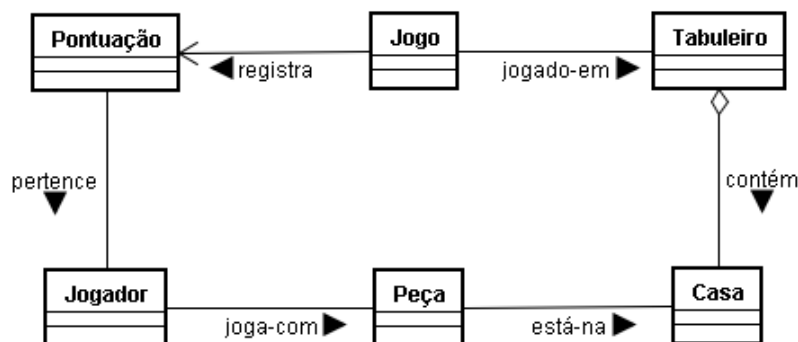 Pontuação
Jogo
Tabuleiro
registra
jogado-em
pertence
contém
Jogador
Peça
Casa
joga-com
está-na